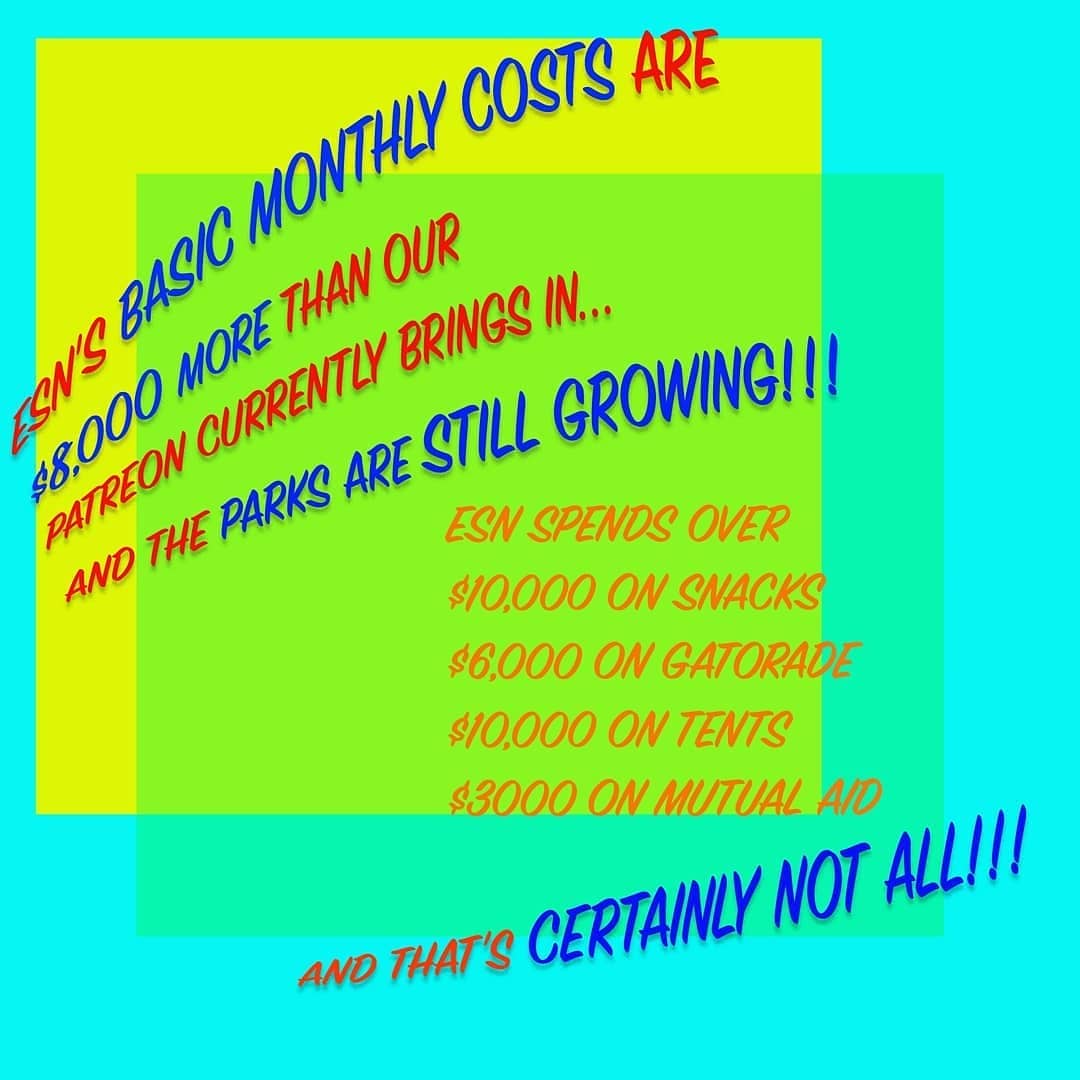 ESN'S BASIC MONTHLY COSTS ARE
$8,000 MORE THAN OUR
PATREON CURRENTLY BRINGS IN...
AND THE PARKS ARE STILL GROWING!!!
ESN SPENDS OVER
$10,000 ON SNACKS
$6,000 ON GATORADE
$10,000 ON TENTS
$3000 ON MUTUAL AID
AND THAT'S CERTAINLY NOT ALL!!!